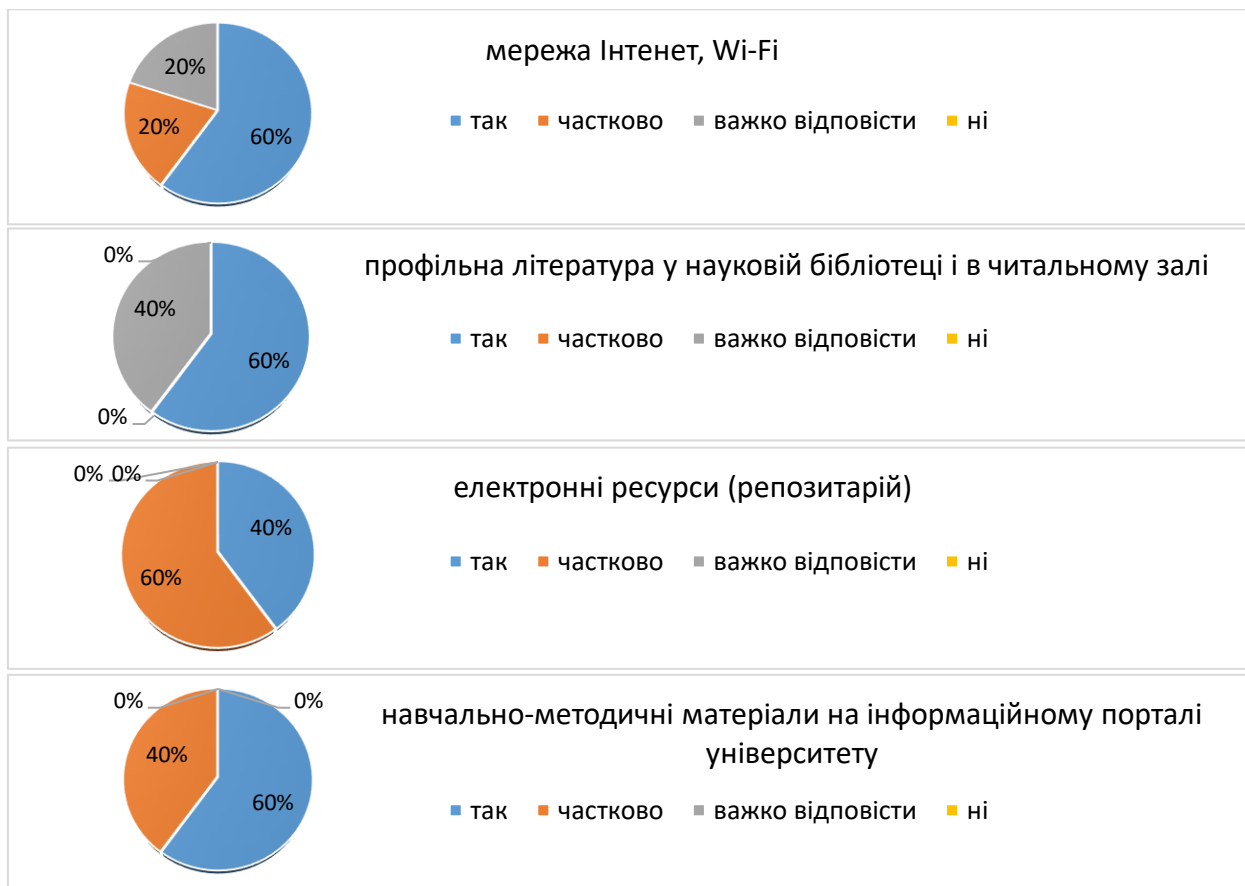 мережа Інтенет, Wi-Fi
20%
20%
60%
так частково важко відповісти ні
0%
профільна література у науковій бібліотеці і в читальному залі
40%
60%
0%
так частково важко відповісти ні
0% 0%
електронні ресурси (репозитарій)
40%
60%
так частково важко відповісти ні
0%
0%
навчально-методичні матеріали на інформаційному порталі
університету
40%
60%
так частково важко відповісти ні